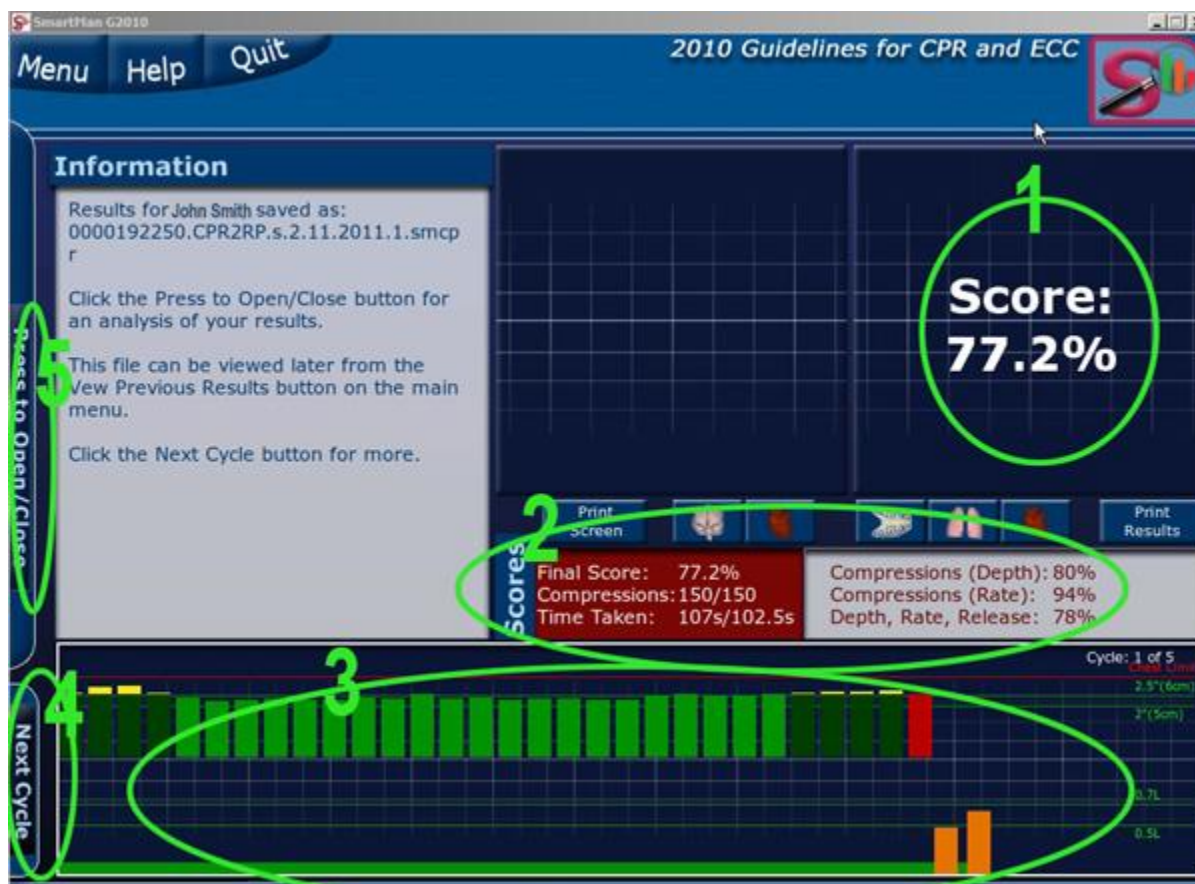 SmartMan G2010
Menu
Help
Quit
2010 Guidelines for CPR and ECC
S
Information
Results for John Smith saved as:
0000192250.CPR2RP.s.2.11.2011.1.smcp
r
Click the Press to Open/Close button for
an analysis of your results.
This file can be viewed later from the
Vew Previous Results button on the main
menu.
Click the Next Cycle button for more.
1
Score:
77.2%
5
Press to Open/Close
2
Print
Screen
Print
Results
Scores
Final Score: 77.2%
Compressions: 150/150
Time Taken: 107s/102.5s
Compressions (Depth): 80%
Compressions (Rate): 94%
Depth, Rate, Release: 78%
3
Cycle: 1 of 5
Chest Limit
2.5"(6cm)
2"(5cm)
0.7L
0.5L
4
Next Cycle